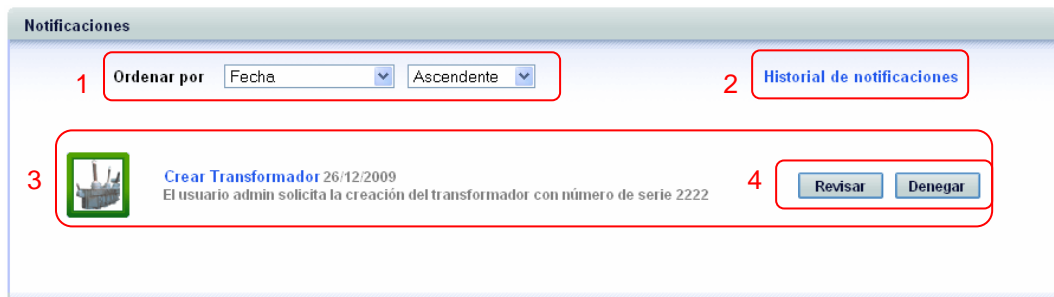 Notificaciones
1 Ordenar por Fecha Ascendente 2 Historial de notificaciones
3 Crear Transformador 26/12/2009
El usuario admin solicita la creación del transformador con número de serie 2222 4 Revisar Denegar